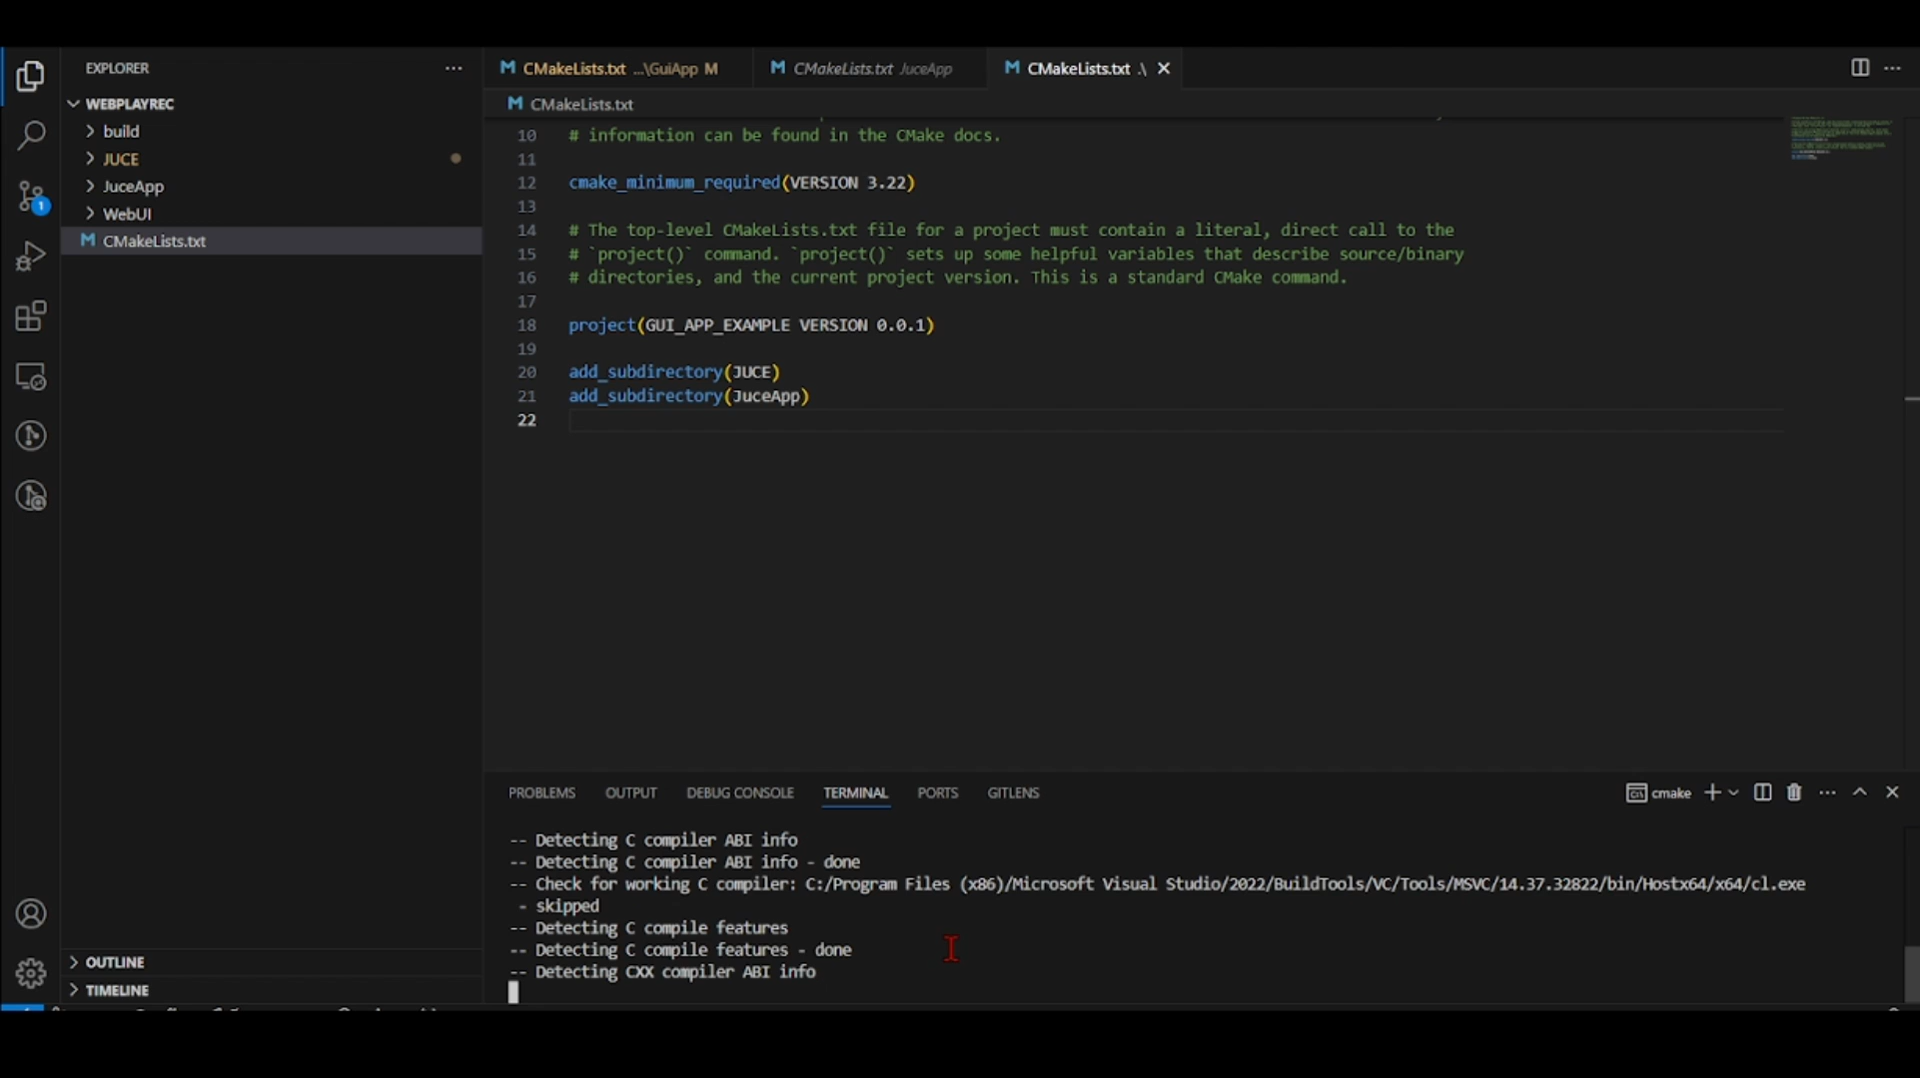 EXPLORER
WEBPLAYREC
build
JUCE
JuceApp
WebUI
CMakeLists.txt
OUTLINE
TIMELINE
1
CMakeLists.txt ...\GuiApp M
CMakeLists.txt JuceApp
CMakeLists.txt .\
CMakeLists.txt
10 # information can be found in the CMake docs.
11
12 cmake_minimum_required(VERSION 3.22)
13
14 # The top-level CMakeLists.txt file for a project must contain a literal, direct call to the
15 # `project()` command. `project()` sets up some helpful variables that describe source/binary
16 # directories, and the current project version. This is a standard CMake command.
17
18 project(GUI_APP_EXAMPLE VERSION 0.0.1)
19
20 add_subdirectory(JUCE)
21 add_subdirectory(JuceApp)
22
PROBLEMS OUTPUT DEBUG CONSOLE TERMINAL PORTS GITLENS
cmake
-- Detecting C compiler ABI info
-- Detecting C compiler ABI info - done
-- Check for working C compiler: C:/Program Files (x86)/Microsoft Visual Studio/2022/BuildTools/VC/Tools/MSVC/14.37.32822/bin/Hostx64/x64/cl.exe
- skipped
-- Detecting C compile features
-- Detecting C compile features - done
-- Detecting CXX compiler ABI info